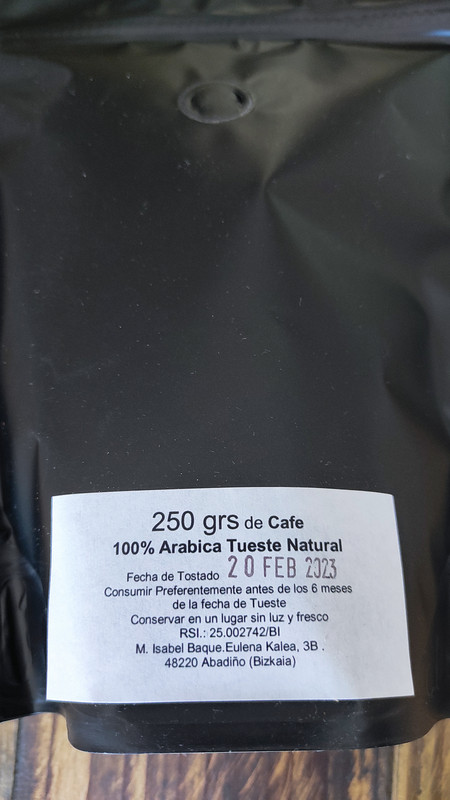 250 grs de Cafe
100% Arabica Tueste Natural
Fecha de Tostado 20 FEB 2023
Consumir Preferentemente antes de los 6 meses
de la fecha de Tueste
Conservar en un lugar sin luz y fresco
RSI.: 25.002742/BI
M. Isabel Baque.Eulena Kalea, 3B .
48220 Abadiño (Bizkaia)